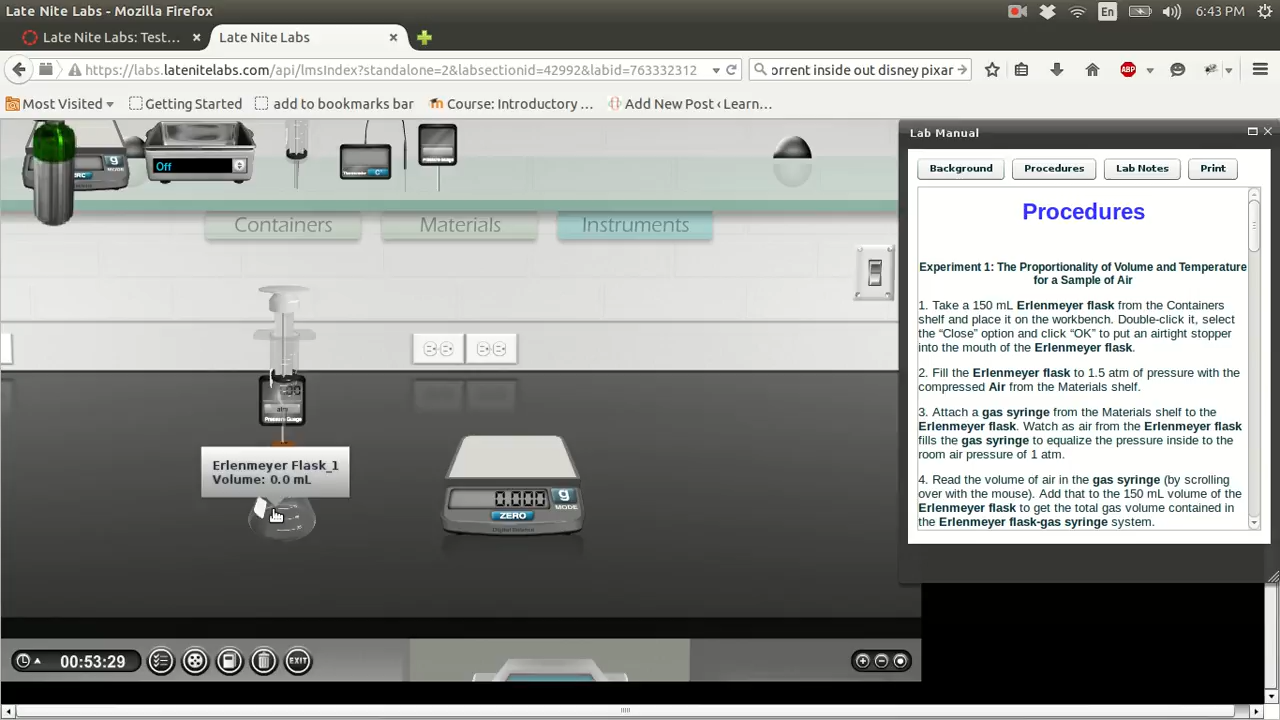 Late Nite Labs - Mozilla Firefox
En
6:43 PM
Late Nite Labs: Test...
Late Nite Labs
https://labs.latenitelabs.com/api/lmsIndex?standalone=2&labsectionid=42992&labid=763332312
orrent inside out disney pixar
ABP
Most Visited
Getting Started
add to bookmarks bar
Course: Introductory ...
Add New Post ‹ Learn...
g
MODE
Off
C°
Pressure Guage
Containers
Materials
Instruments
atm
Pressure Guage
Erlenmeyer Flask_1
Volume: 0.0 mL
0.000
g
MODE
ZERO
Digital Balance
00:53:29
EXIT
Lab Manual
Background
Procedures
Lab Notes
Print
Procedures
Experiment 1: The Proportionality of Volume and Temperature
for a Sample of Air
1. Take a 150 mL Erlenmeyer flask from the Containers
shelf and place it on the workbench. Double-click it, select
the “Close” option and click “OK” to put an airtight stopper
into the mouth of the Erlenmeyer flask.
2. Fill the Erlenmeyer flask to 1.5 atm of pressure with the
compressed Air from the Materials shelf.
3. Attach a gas syringe from the Materials shelf to the
Erlenmeyer flask. Watch as air from the Erlenmeyer flask
fills the gas syringe to equalize the pressure inside to the
room air pressure of 1 atm.
4. Read the volume of air in the gas syringe (by scrolling
over with the mouse). Add that to the 150 mL volume of the
Erlenmeyer flask to get the total gas volume contained in
the Erlenmeyer flask-gas syringe system.